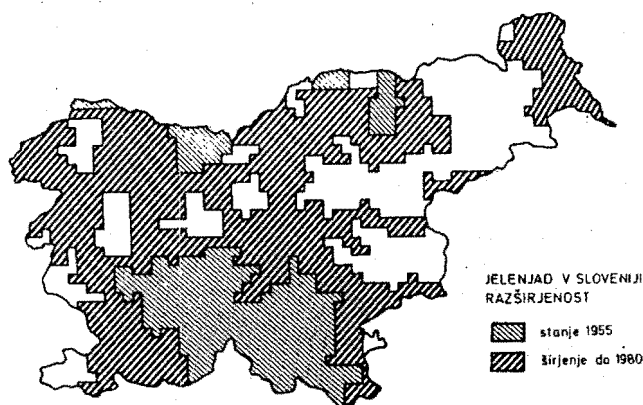 JELENJAD V SLOVENIJI
RAZŠIRJENOST
stanje 1955
širjenje do 1980